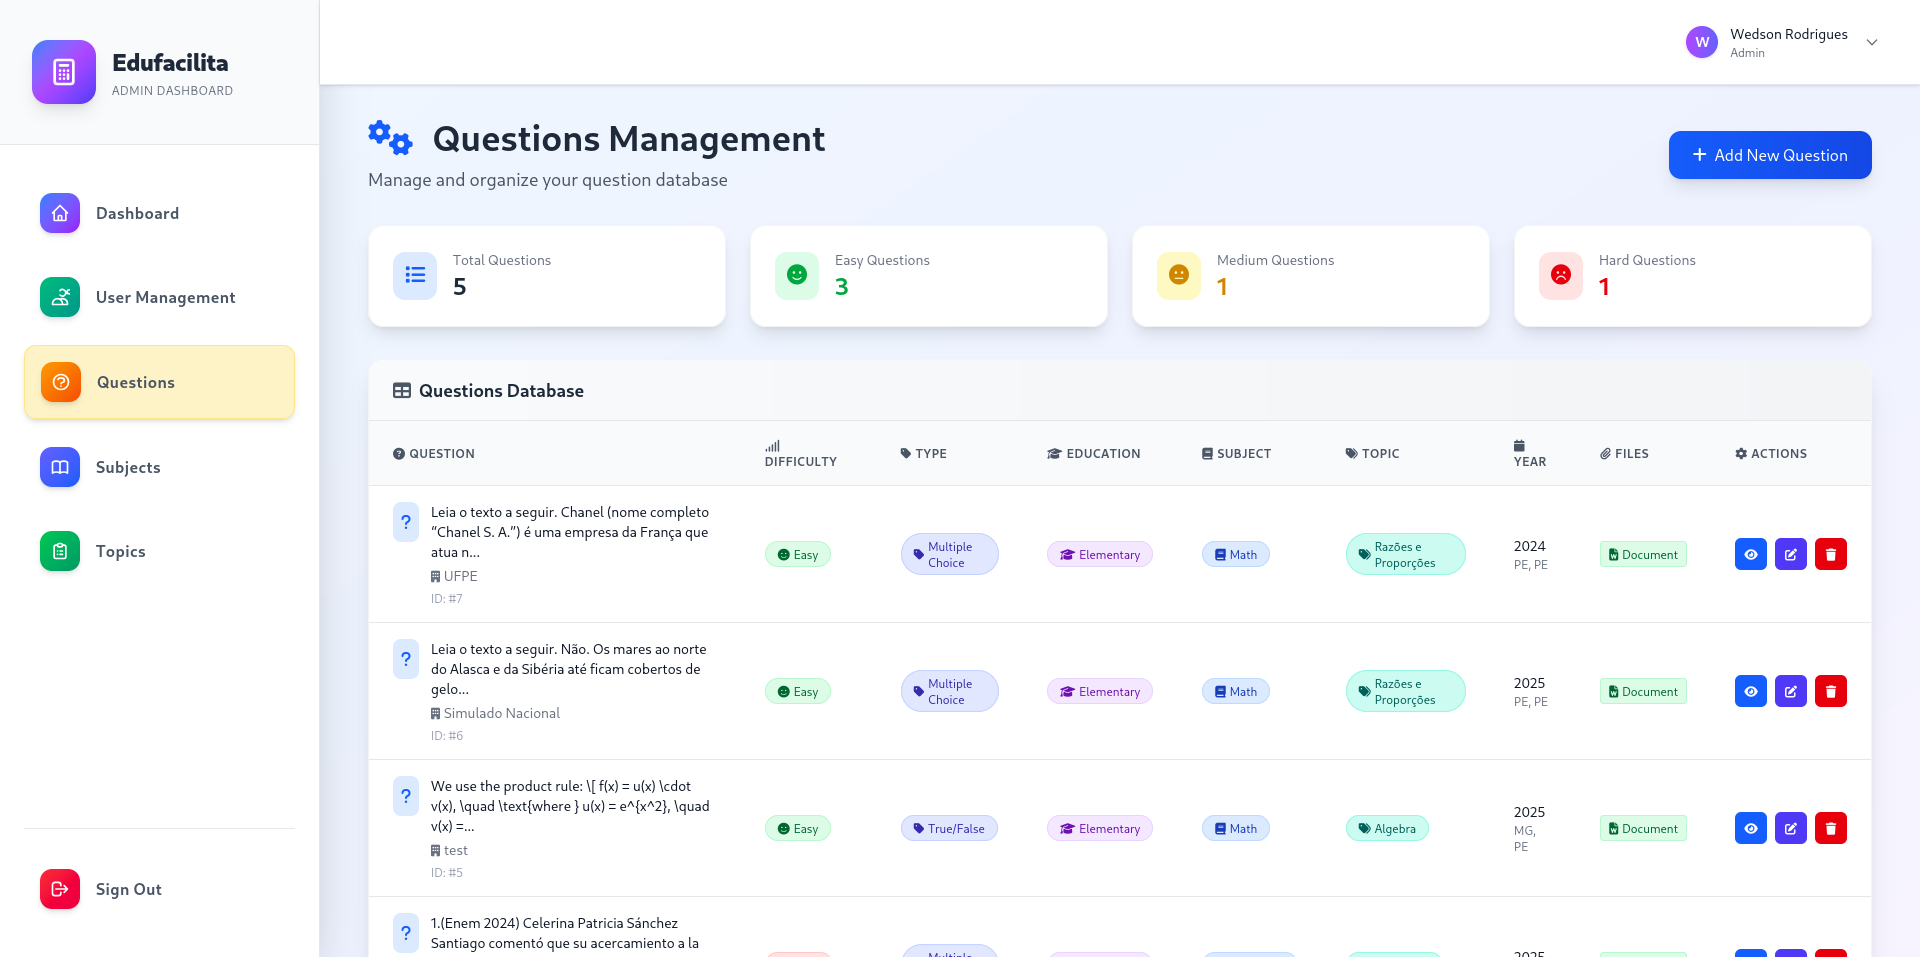 Edufacilita
ADMIN DASHBOARD
Dashboard
User Management
Questions
Subjects
Topics
Sign Out
W
Wedson Rodrigues
Admin
Questions Management
Manage and organize your question database
+ Add New Question
Total Questions
5
Easy Questions
3
Medium Questions
1
Hard Questions
1
Questions Database
QUESTION
DIFFICULTY
TYPE
EDUCATION
SUBJECT
TOPIC
YEAR
FILES
ACTIONS
?
Leia o texto a seguir. Chanel (nome completo
“Chanel S. A.”) é uma empresa da França que
atua n...
UFPE
ID: #7
Easy
Multiple
Choice
Elementary
Math
Razões e
Proporções
2024
PE, PE
Document
?
Leia o texto a seguir. Não. Os mares ao norte
do Alasca e da Sibéria até ficam cobertos de
gelo...
Simulado Nacional
ID: #6
Easy
Multiple
Choice
Elementary
Math
Razões e
Proporções
2025
PE, PE
Document
?
We use the product rule: \[ f(x) = u(x) \cdot
v(x), \quad \text{where } u(x) = e^{x^2}, \quad
v(x) =...
test
ID: #5
Easy
True/False
Elementary
Math
Algebra
2025
MG,
PE
Document
?
1.(Enem 2024) Celerina Patricia Sánchez
Santiago comentó que su acercamiento a la
Multiple
2025